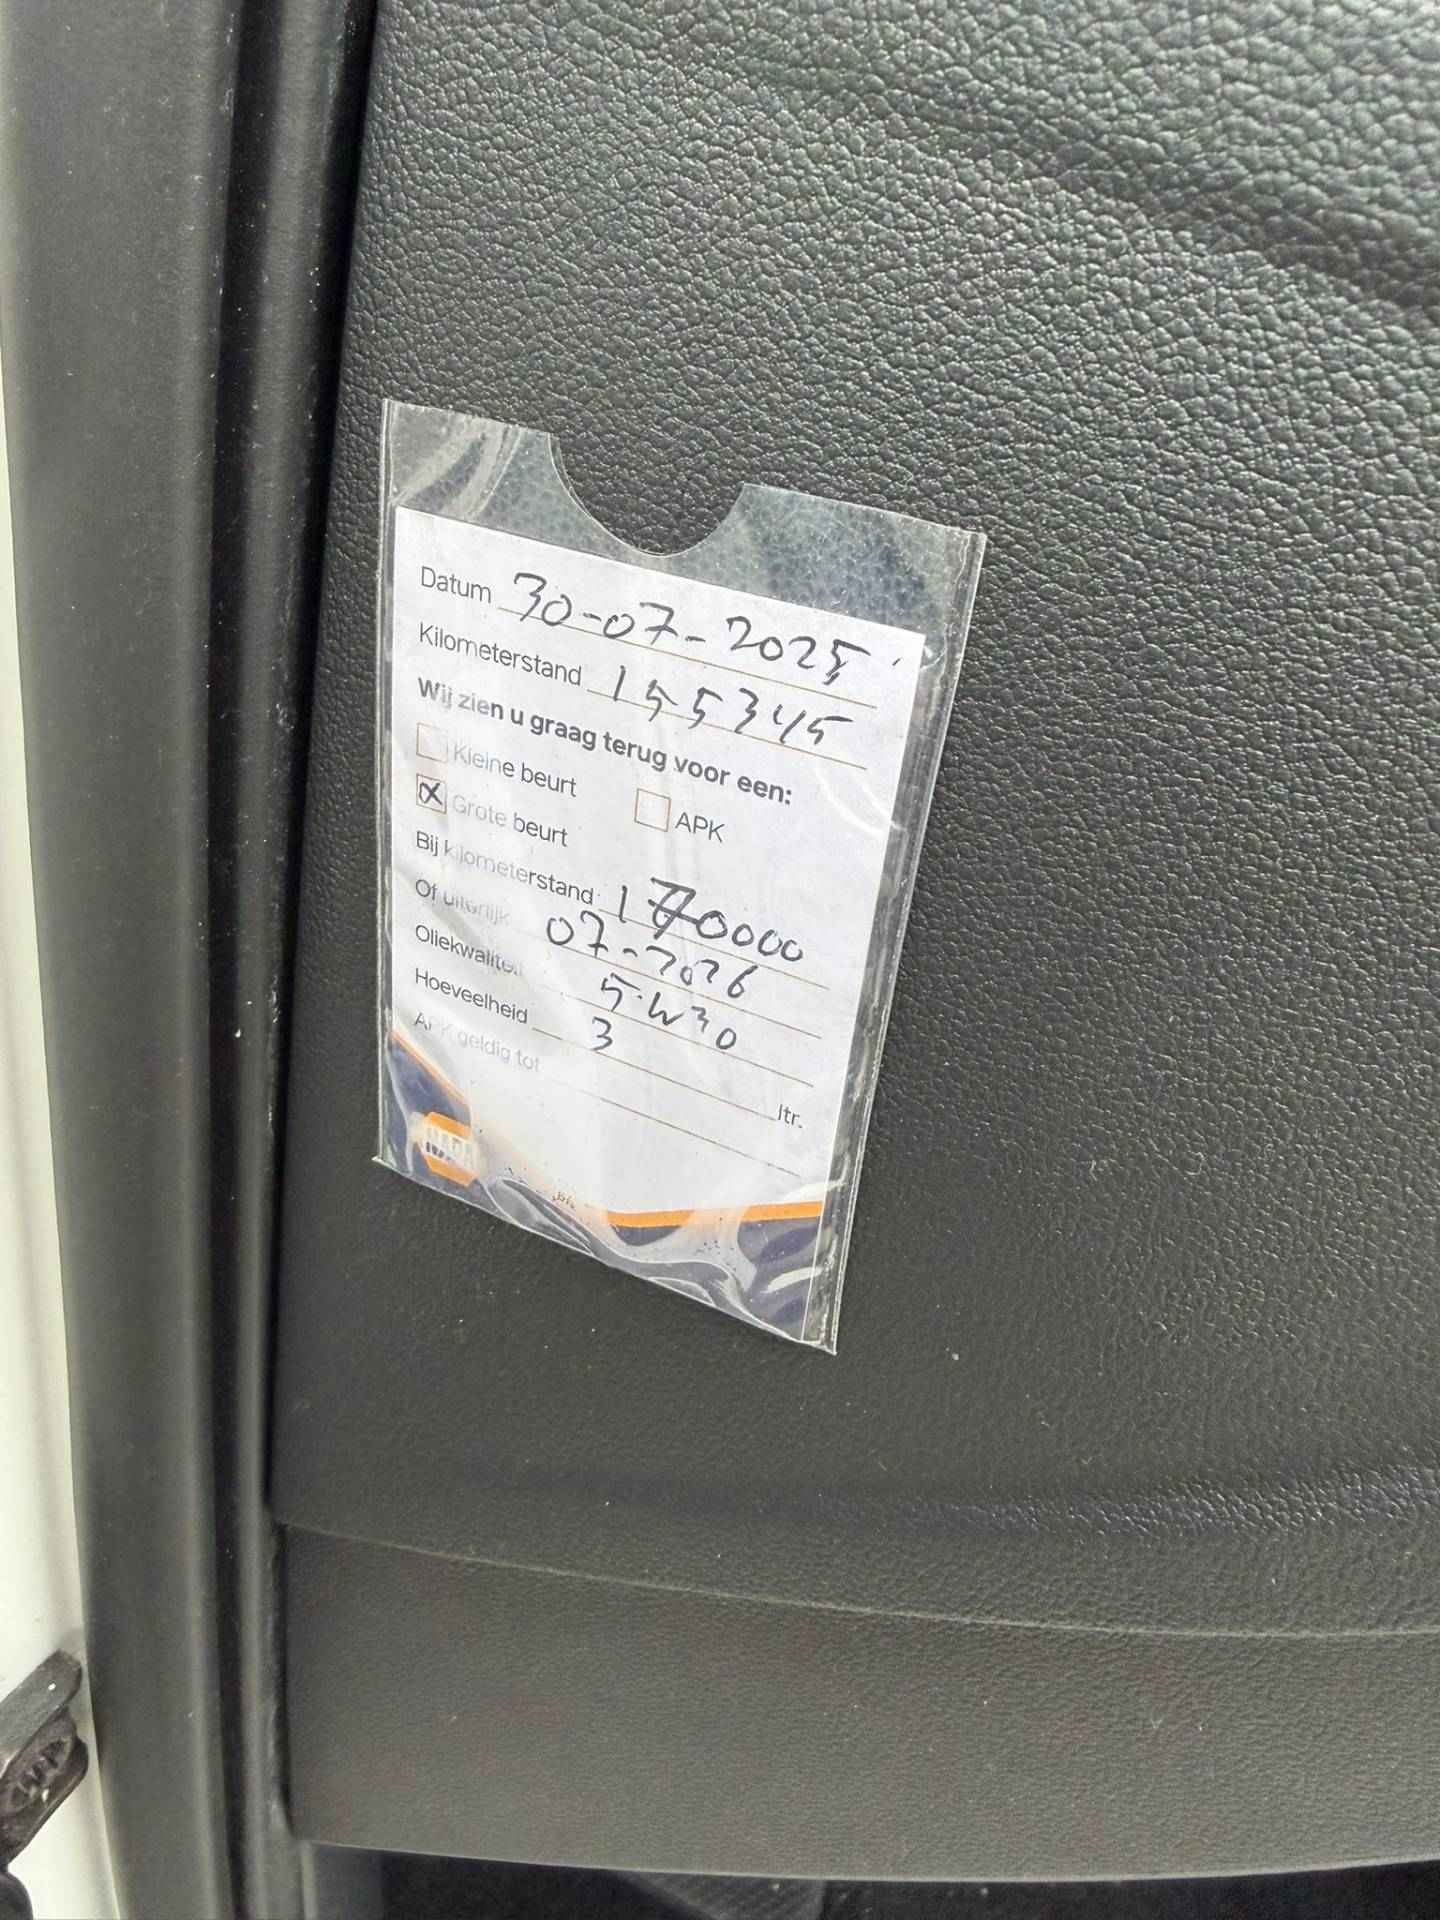 Datum 30-07-2025
Kilometerstand 155345
Wij zien u graag terug voor een:
Kleine beurt
APK
Grote beurt
Bij kilometerstand: 170000
Of uiterlijk 07-2026
Oliekwaliteit 5-W30
Hoeveelheid 3 ltr.
APK geldig tot
NAPA